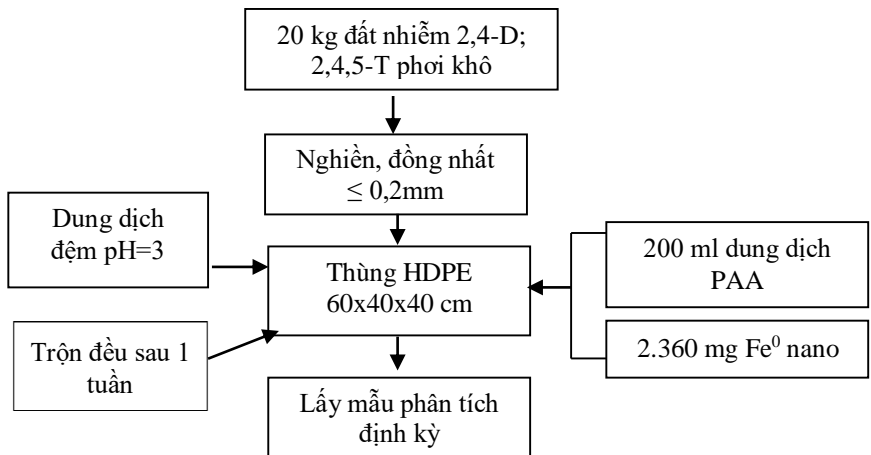 20 kg đất nhiễm 2,4-D;
2,4,5-T phơi khô
Nghiền, đồng nhất
≤ 0,2mm
Dung dịch
đệm pH=3
Thùng HDPE
60x40x40 cm
200 ml dung dịch
PAA
Trộn đều sau 1
tuần
2.360 mg Fe⁰ nano
Lấy mẫu phân tích
định kỳ